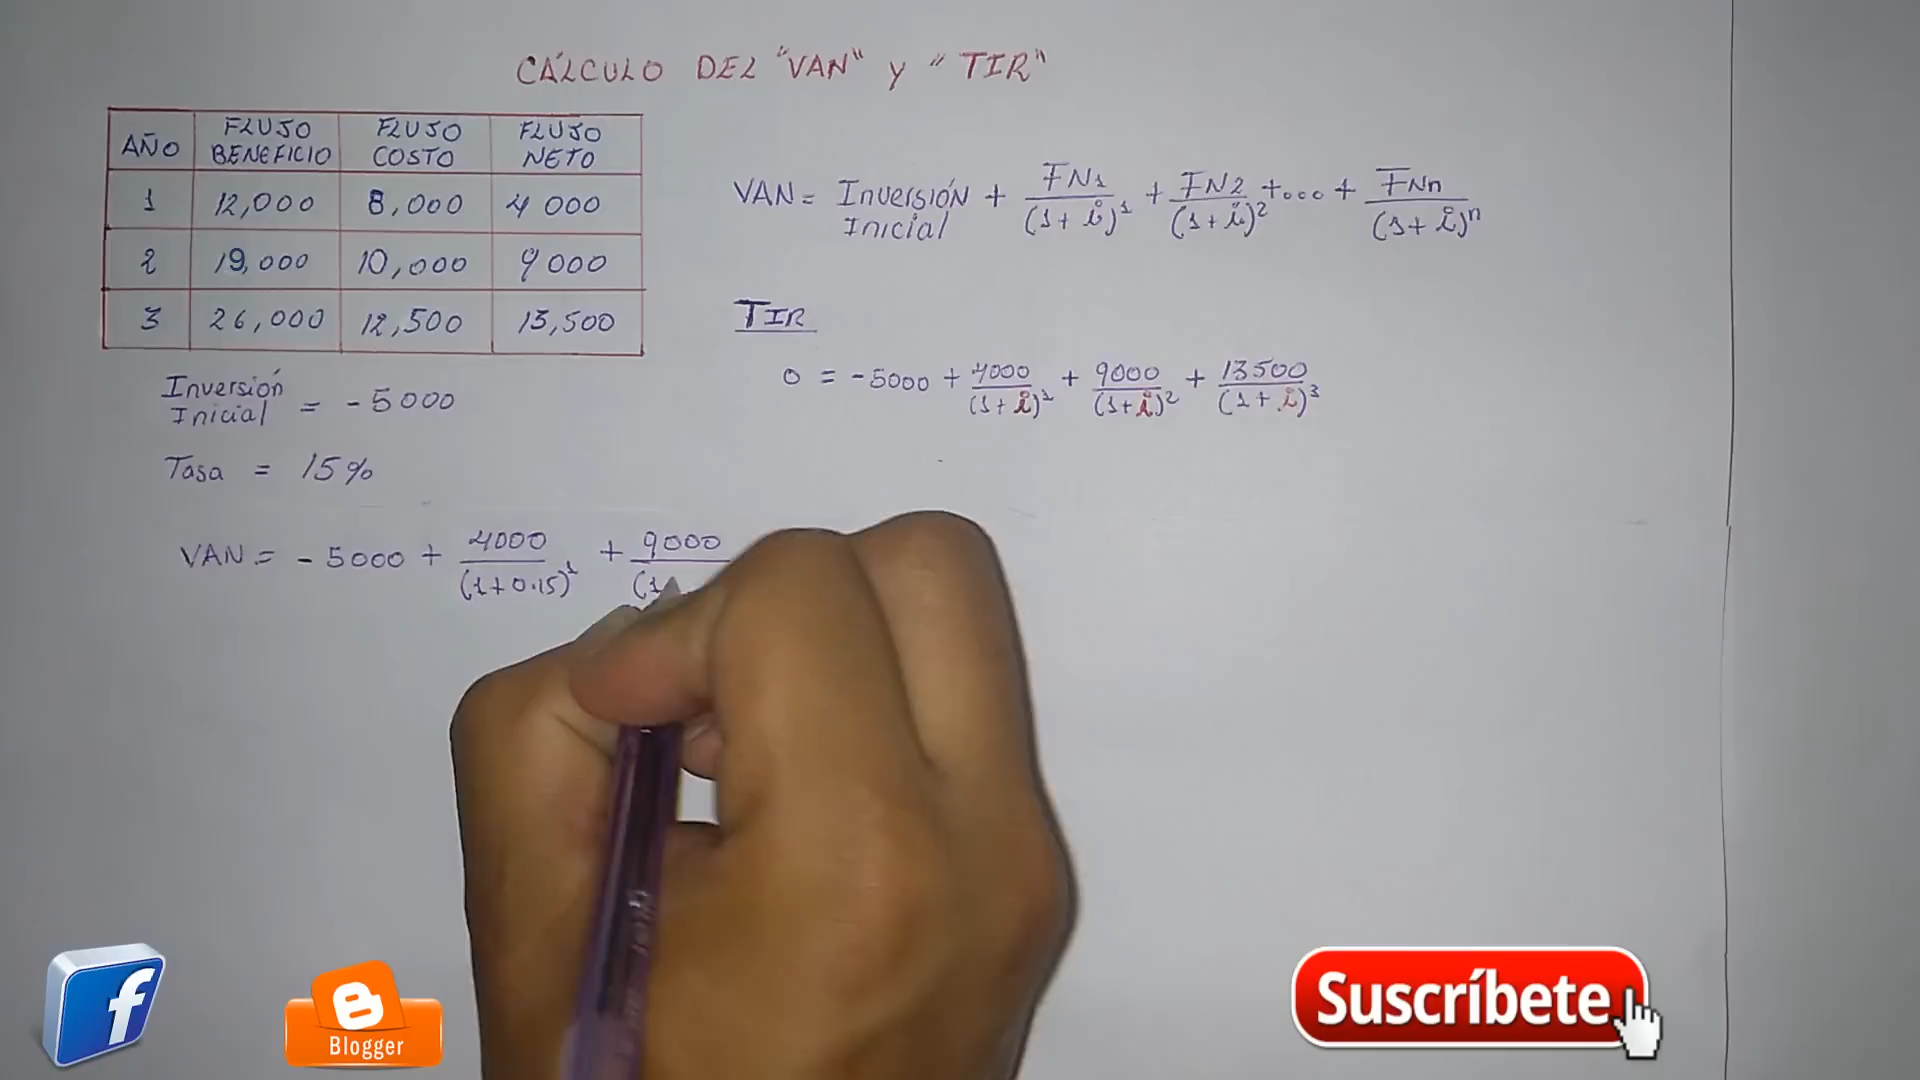 CÁLCULO DEL "VAN" y "TIR"
AÑO | FLUJO BENEFICIO | FLUJO COSTO | FLUJO NETO
1 | 12,000 | 8,000 | 4 000
2 | 19,000 | 10,000 | 9 000
3 | 26,000 | 12,500 | 13,500
Inversión Inicial = - 5 000
Tasa = 15%
VAN = - 5000 + 4000/(1+0.15)^1 + 9000/(1
VAN = Inversión Inicial + FN1/(1+i)^1 + FN2/(1+i)^2 +... + FNn/(1+i)^n
TIR
0 = -5000 + 4000/(1+i)^1 + 9000/(1+i)^2 + 13500/(1+i)^3
f
B
Blogger
Suscríbete